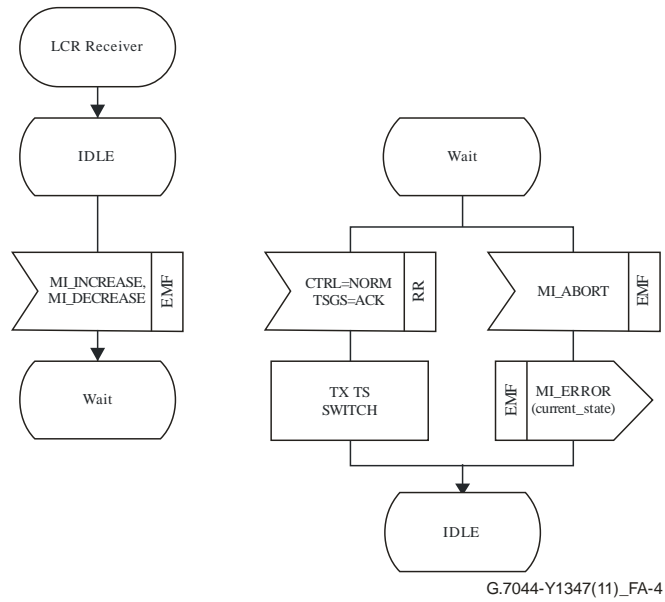 LCR Receiver
IDLE
MI_INCREASE,
MI_DECREASE
EMF
Wait
Wait
CTRL=NORM
TSGS=ACK
RR
MI_ABORT
EMF
TX TS
SWITCH
EMF
MI_ERROR
(current_state)
IDLE
G.7044-Y1347(11)_FA-4